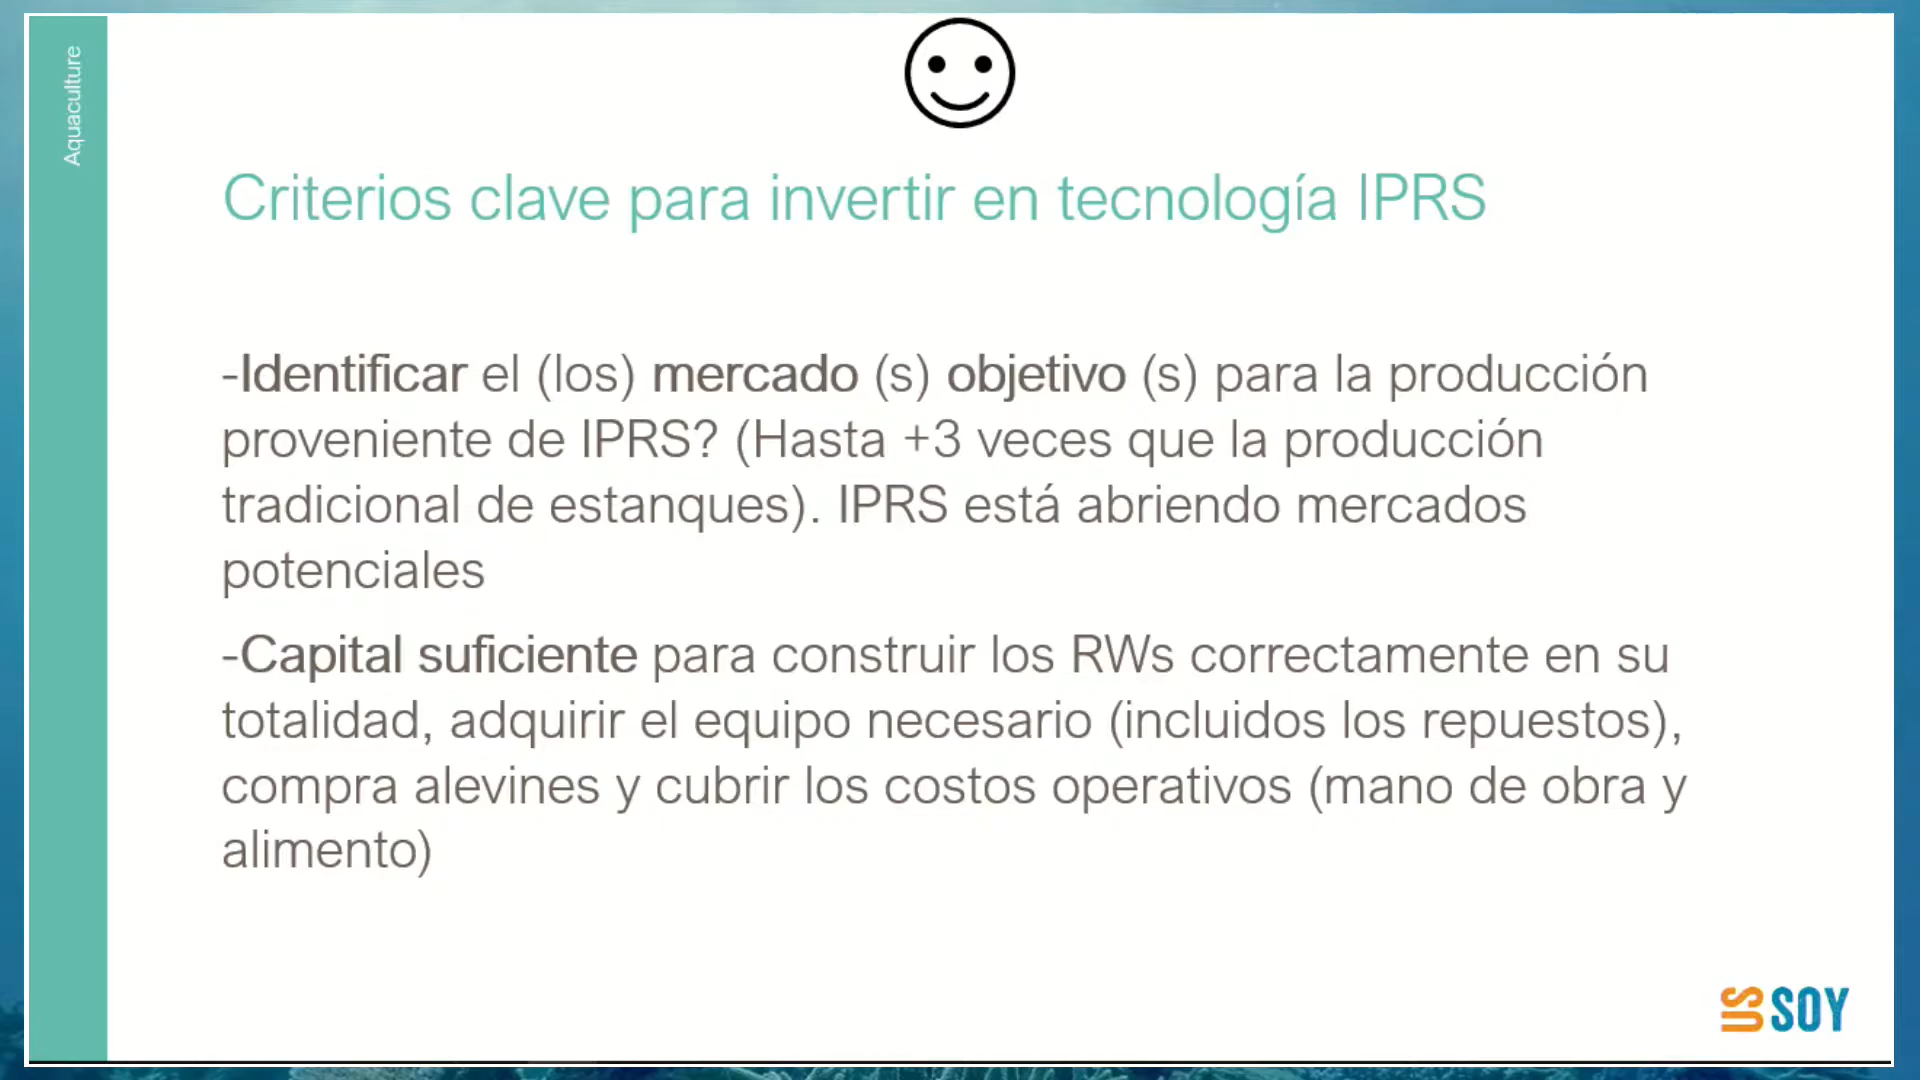 Aquaculture
Criterios clave para invertir en tecnología IPRS
-Identificar el (los) mercado (s) objetivo (s) para la producción
proveniente de IPRS? (Hasta +3 veces que la producción
tradicional de estanques). IPRS está abriendo mercados
potenciales
-Capital suficiente para construir los RWs correctamente en su
totalidad, adquirir el equipo necesario (incluidos los repuestos),
compra alevines y cubrir los costos operativos (mano de obra y
alimento)
US SOY